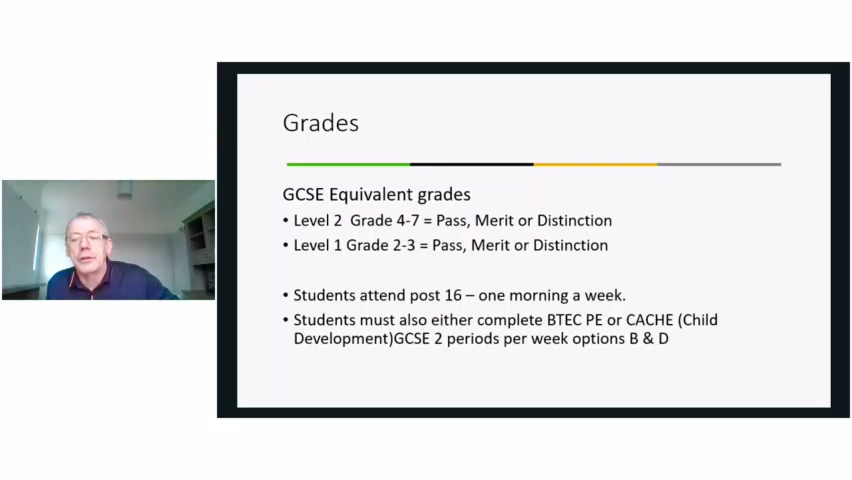 Grades
GCSE Equivalent grades
• Level 2 Grade 4-7 = Pass, Merit or Distinction
• Level 1 Grade 2-3 = Pass, Merit or Distinction
• Students attend post 16 – one morning a week.
• Students must also either complete BTEC PE or CACHE (Child
Development)GCSE 2 periods per week options B & D